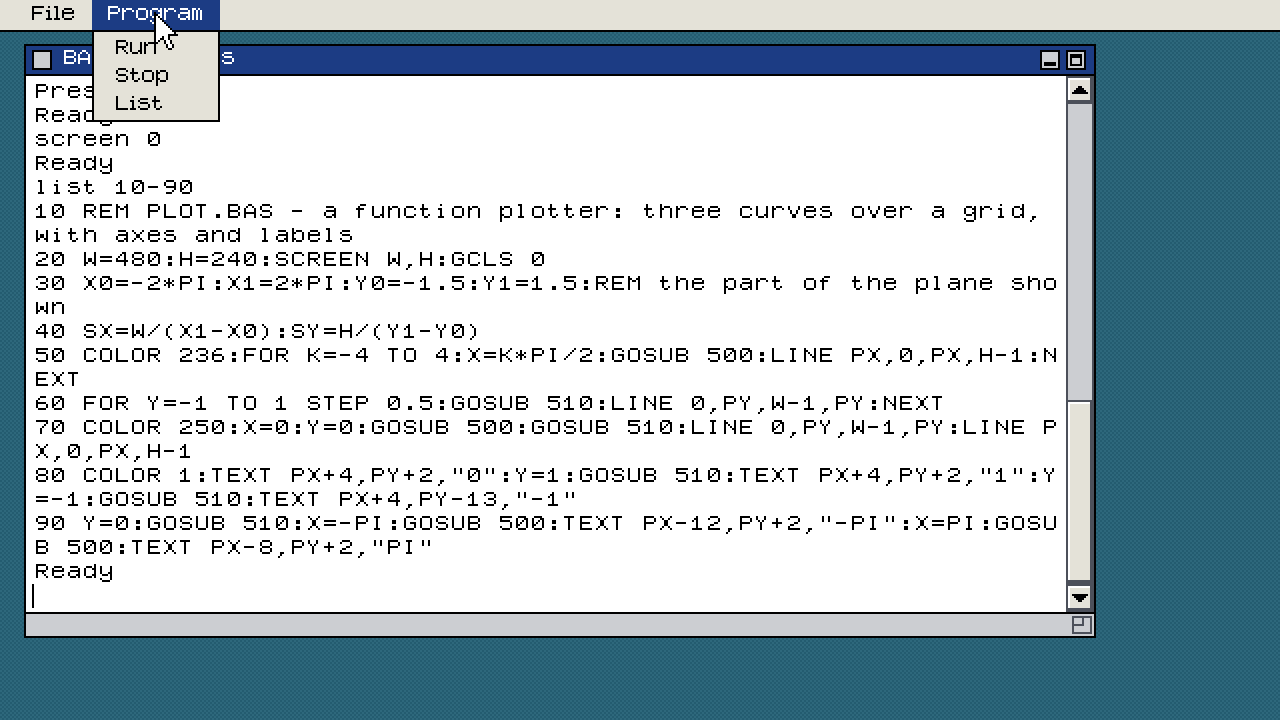 File Program
Run
Stop
List
screen 0
Ready
list 10-90
10 REM PLOT.BAS - a function plotter: three curves over a grid,
with axes and labels
20 W=480:H=240:SCREEN W,H:GCLS 0
30 X0=-2*PI:X1=2*PI:Y0=-1.5:Y1=1.5:REM the part of the plane sho
wn
40 SX=W/(X1-X0):SY=H/(Y1-Y0)
50 COLOR 236:FOR K=-4 TO 4:X=K*PI/2:GOSUB 500:LINE PX,0,PX,H-1:N
EXT
60 FOR Y=-1 TO 1 STEP 0.5:GOSUB 510:LINE 0,PY,W-1,PY:NEXT
70 COLOR 250:X=0:Y=0:GOSUB 500:GOSUB 510:LINE 0,PY,W-1,PY:LINE P
X,0,PX,H-1
80 COLOR 1:TEXT PX+4,PY+2,"0":Y=1:GOSUB 510:TEXT PX+4,PY+2,"1":Y
=-1:GOSUB 510:TEXT PX+4,PY-13,"-1"
90 Y=0:GOSUB 510:X=-PI:GOSUB 500:TEXT PX-12,PY+2,"-PI":X=PI:GOSU
B 500:TEXT PX-8,PY+2,"PI"
Ready